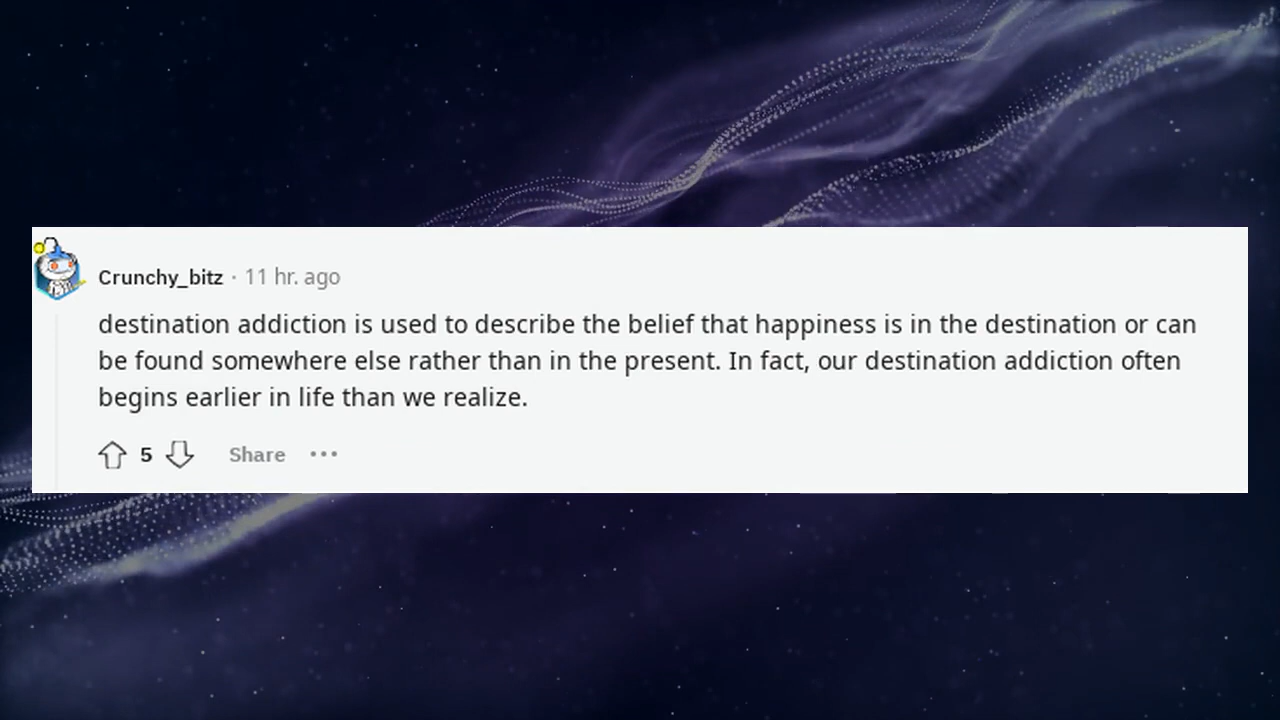 Crunchy_bitz · 11 hr. ago
destination addiction is used to describe the belief that happiness is in the destination or can
be found somewhere else rather than in the present. In fact, our destination addiction often
begins earlier in life than we realize.
5 Share ···